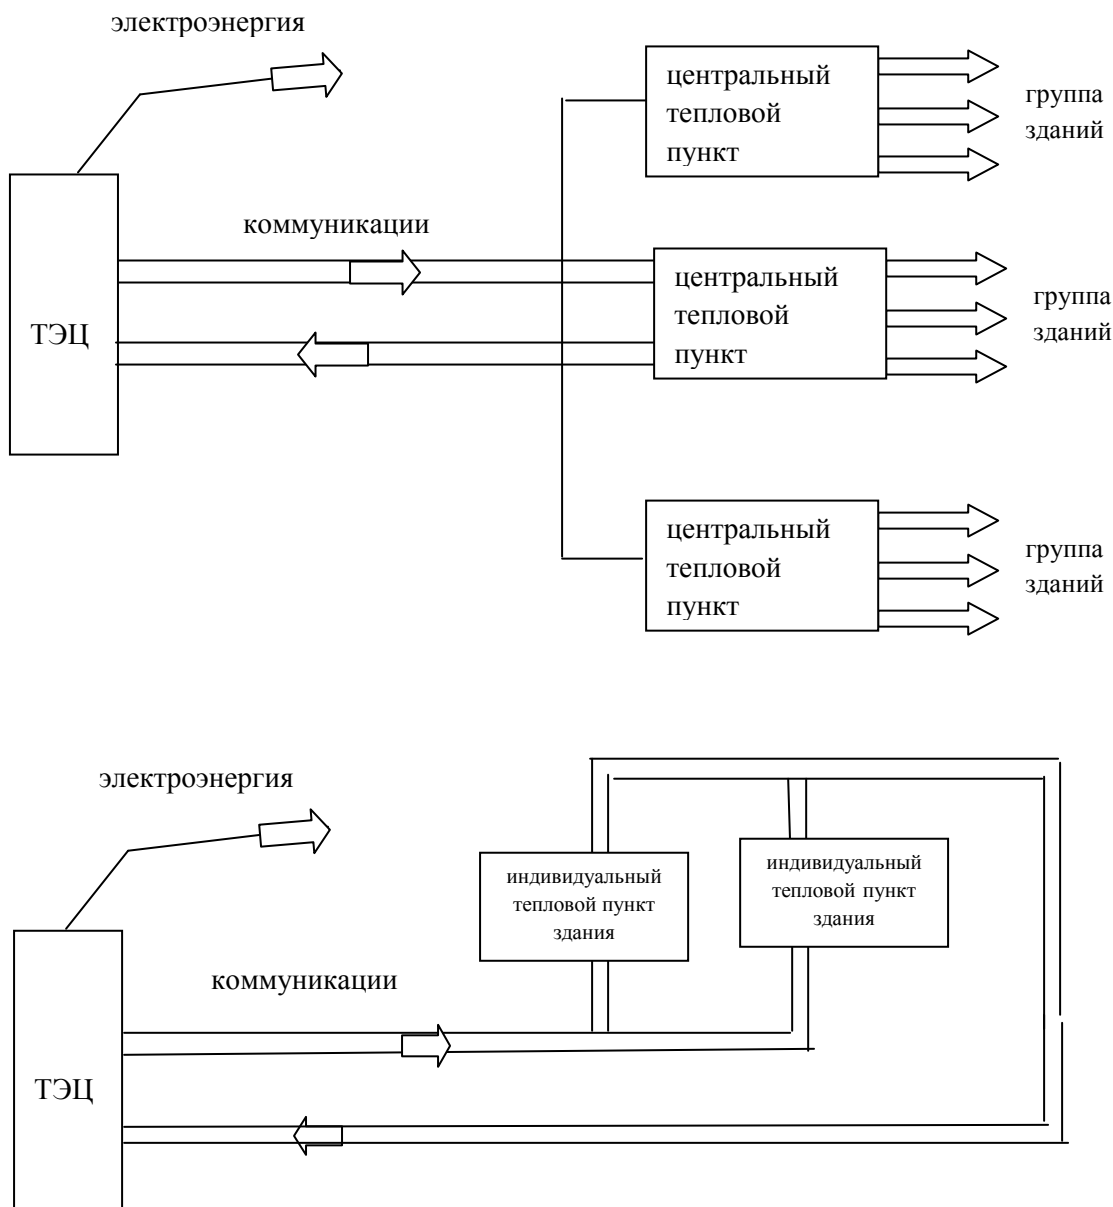 электроэнергия
центральный
тепловой
пункт
группа
зданий
коммуникации
центральный
тепловой
пункт
группа
зданий
ТЭЦ
центральный
тепловой
пункт
группа
зданий
электроэнергия
индивидуальный
тепловой пункт
здания
индивидуальный
тепловой пункт
здания
коммуникации
ТЭЦ